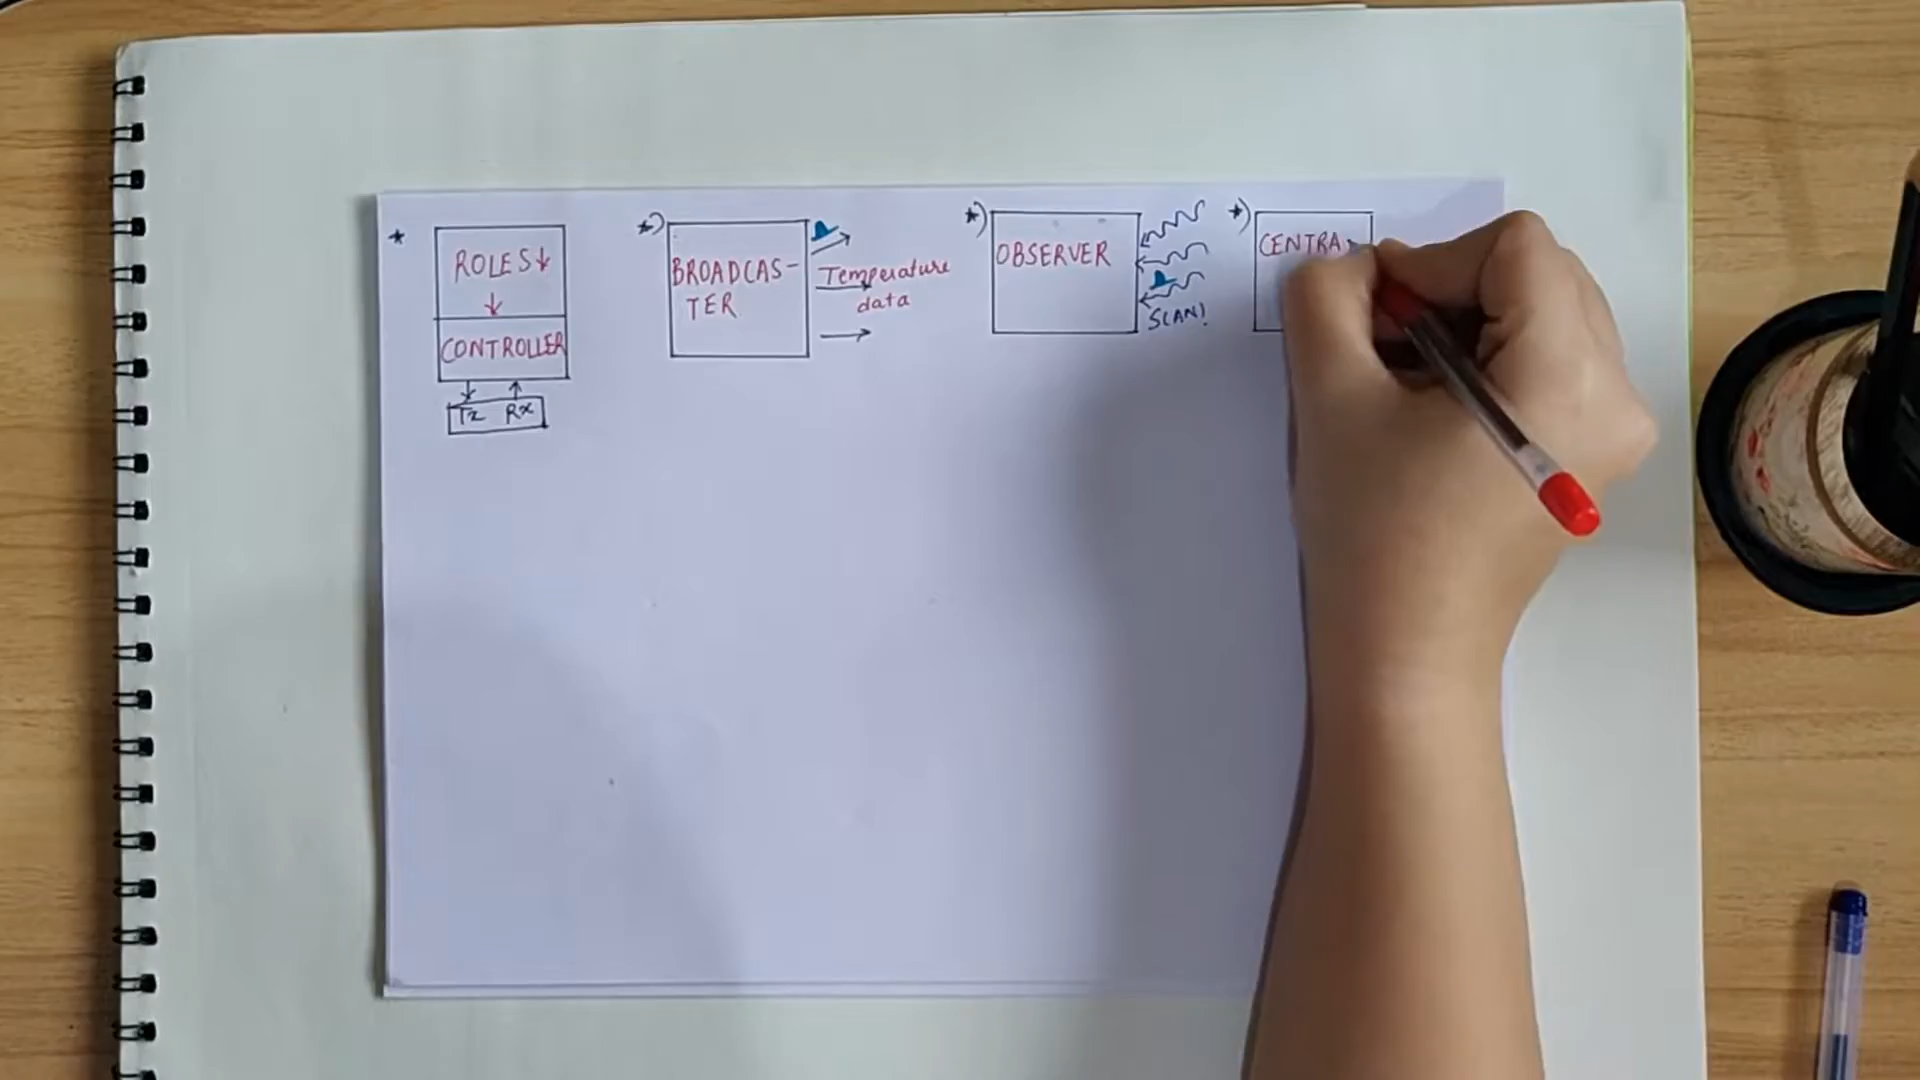 * ROLES↓
↓
CONTROLLER
Tx Rx
*) BROADCAS-
TER
Temperature
data
*) OBSERVER
SCAN!
*) CENTRA